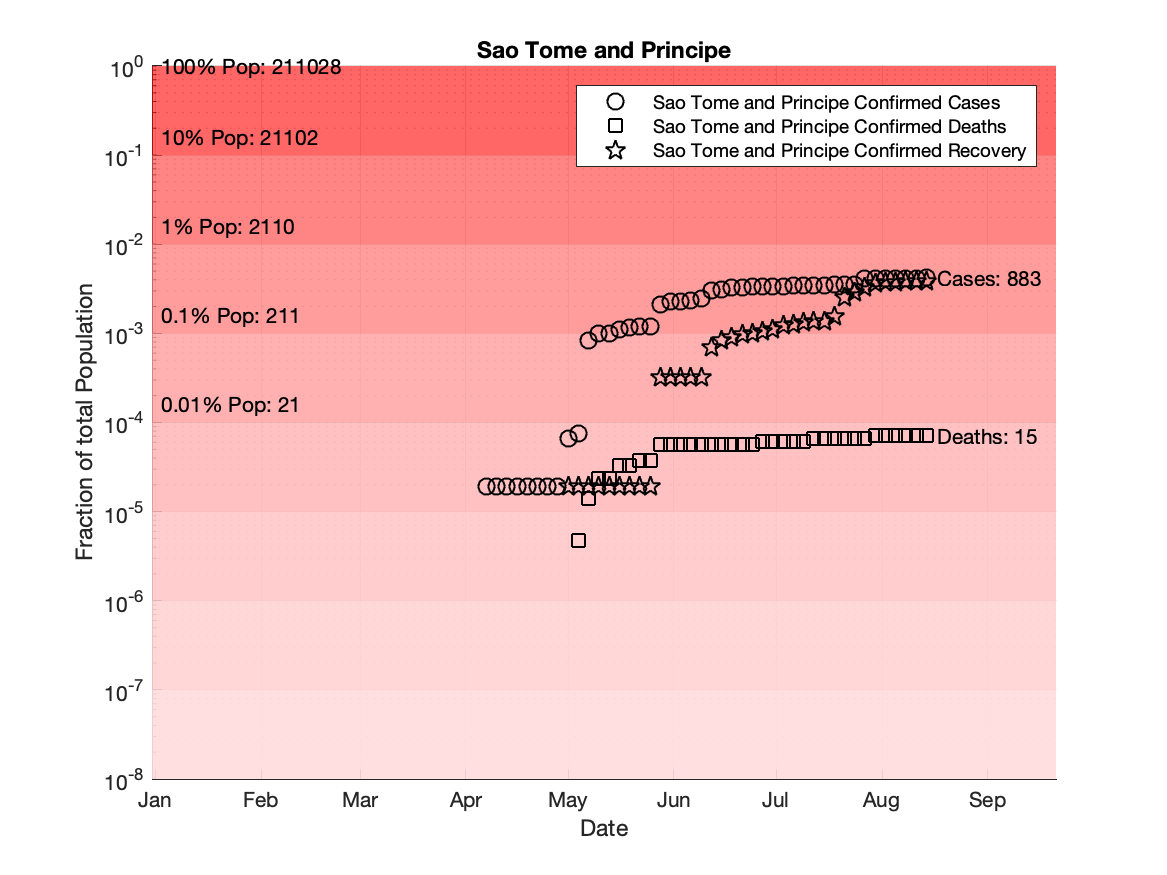 Sao Tome and Principe
10^0
100% Pop: 211028
Sao Tome and Principe Confirmed Cases
Sao Tome and Principe Confirmed Deaths
Sao Tome and Principe Confirmed Recovery
10% Pop: 21102
10^-1
1% Pop: 2110
10^-2
Cases: 883
0.1% Pop: 211
10^-3
0.01% Pop: 21
10^-4
Deaths: 15
10^-5
10^-6
10^-7
10^-8
Fraction of total Population
Jan Feb Mar Apr May Jun Jul Aug Sep
Date